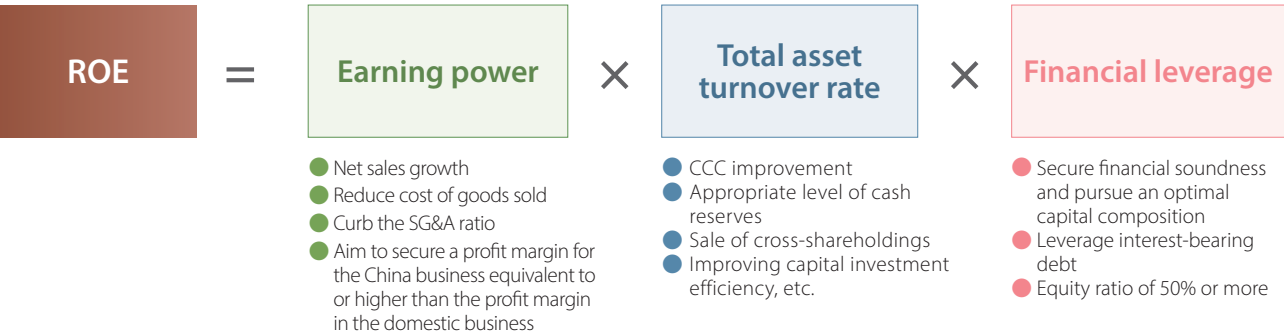 ROE
=
Earning power
×
Total asset
turnover rate
×
Financial leverage
● Net sales growth
● Reduce cost of goods sold
● Curb the SG&A ratio
● Aim to secure a profit margin for
the China business equivalent to
or higher than the profit margin
in the domestic business
● CCC improvement
● Appropriate level of cash
reserves
● Sale of cross-shareholdings
● Improving capital investment
efficiency, etc.
● Secure financial soundness
and pursue an optimal
capital composition
● Leverage interest-bearing
debt
● Equity ratio of 50% or more